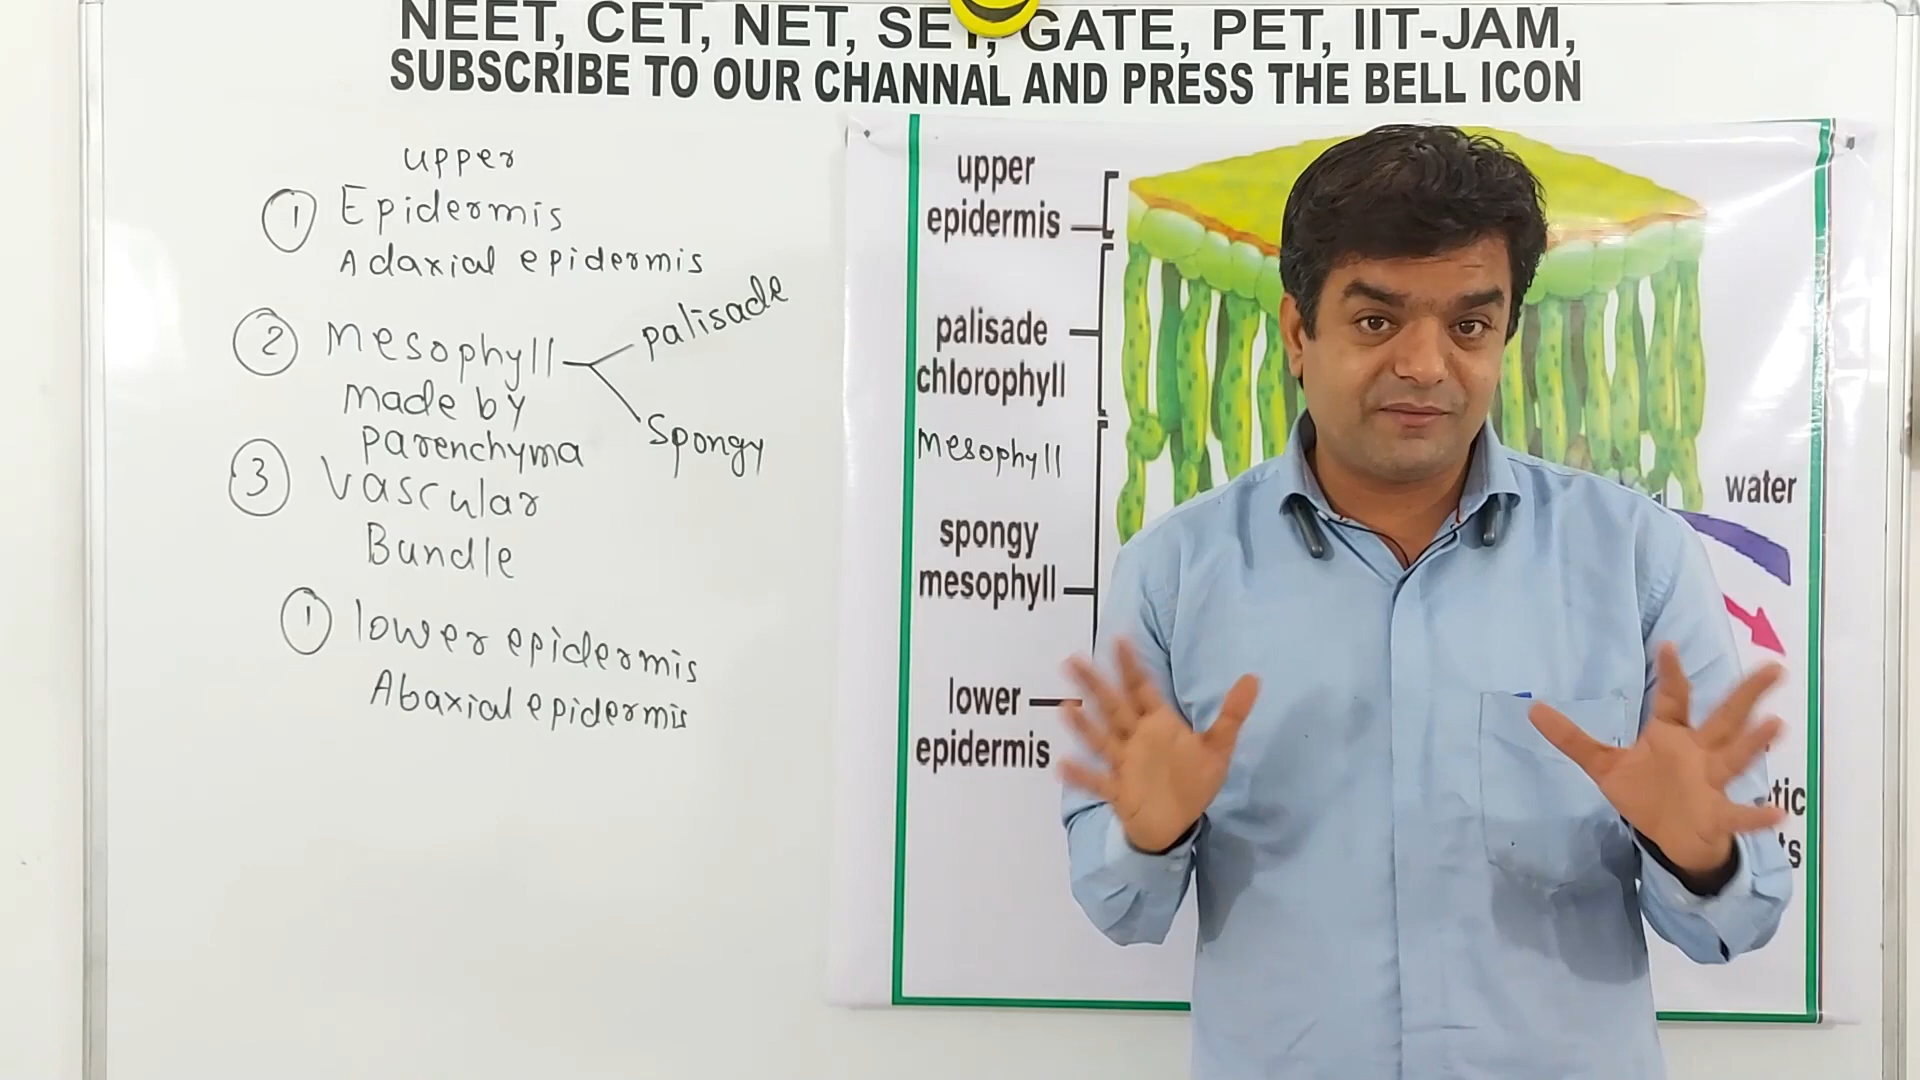 NEET, CET, NET, SET, GATE, PET, IIT-JAM,
SUBSCRIBE TO OUR CHANNAL AND PRESS THE BELL ICON
upper
① Epidermis
Adaxial epidermis
② Mesophyll
palisade
Spongy
made by
parenchyma
③ Vascular
Bundle
① lower epidermis
Abaxial epidermis
upper
epidermis
palisade
chlorophyll
Mesophyll
spongy
mesophyll
lower
epidermis
water